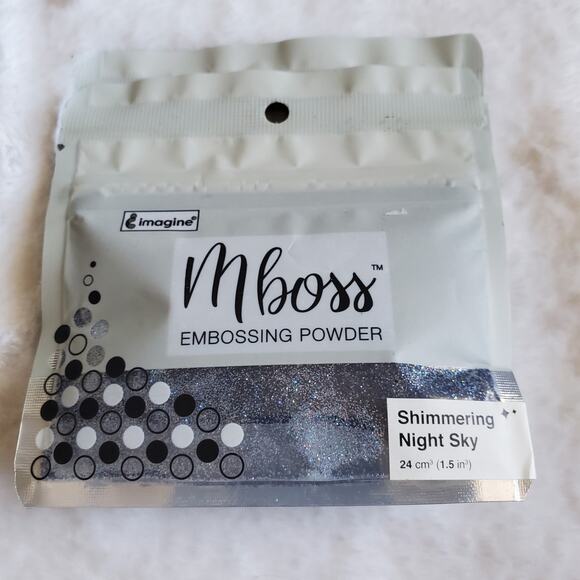 imagine®
Mboss™
EMBOSSING POWDER
Shimmering
Night Sky
24 cm³ (1.5 in³)